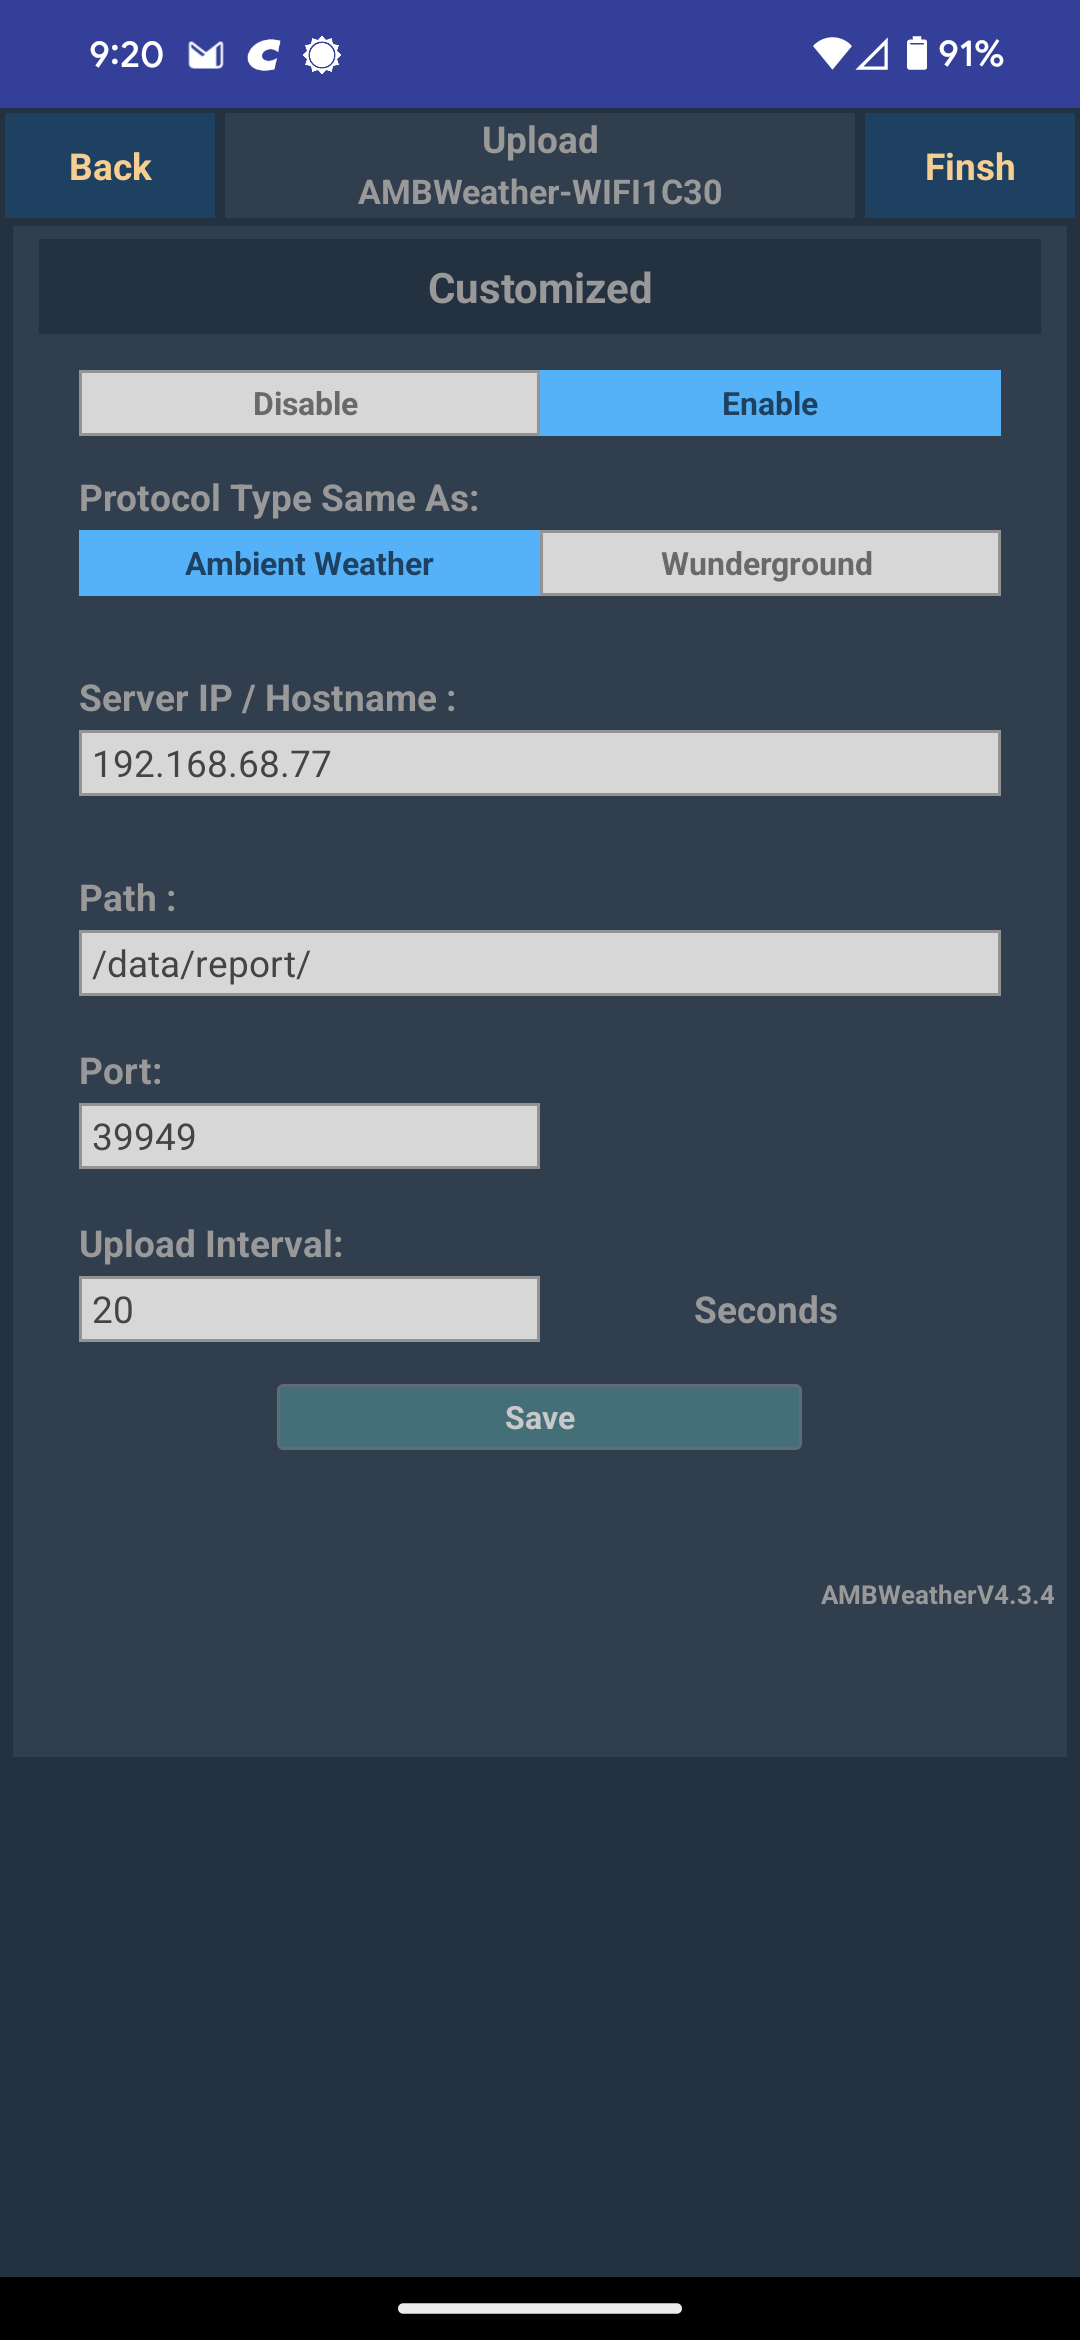 9:20
91%
Back
Upload
AMBWeather-WIFI1C30
Finsh
Customized
Disable
Enable
Protocol Type Same As:
Ambient Weather
Wunderground
Server IP / Hostname :
192.168.68.77
Path :
/data/report/
Port:
39949
Upload Interval:
20
Seconds
Save
AMBWeatherV4.3.4